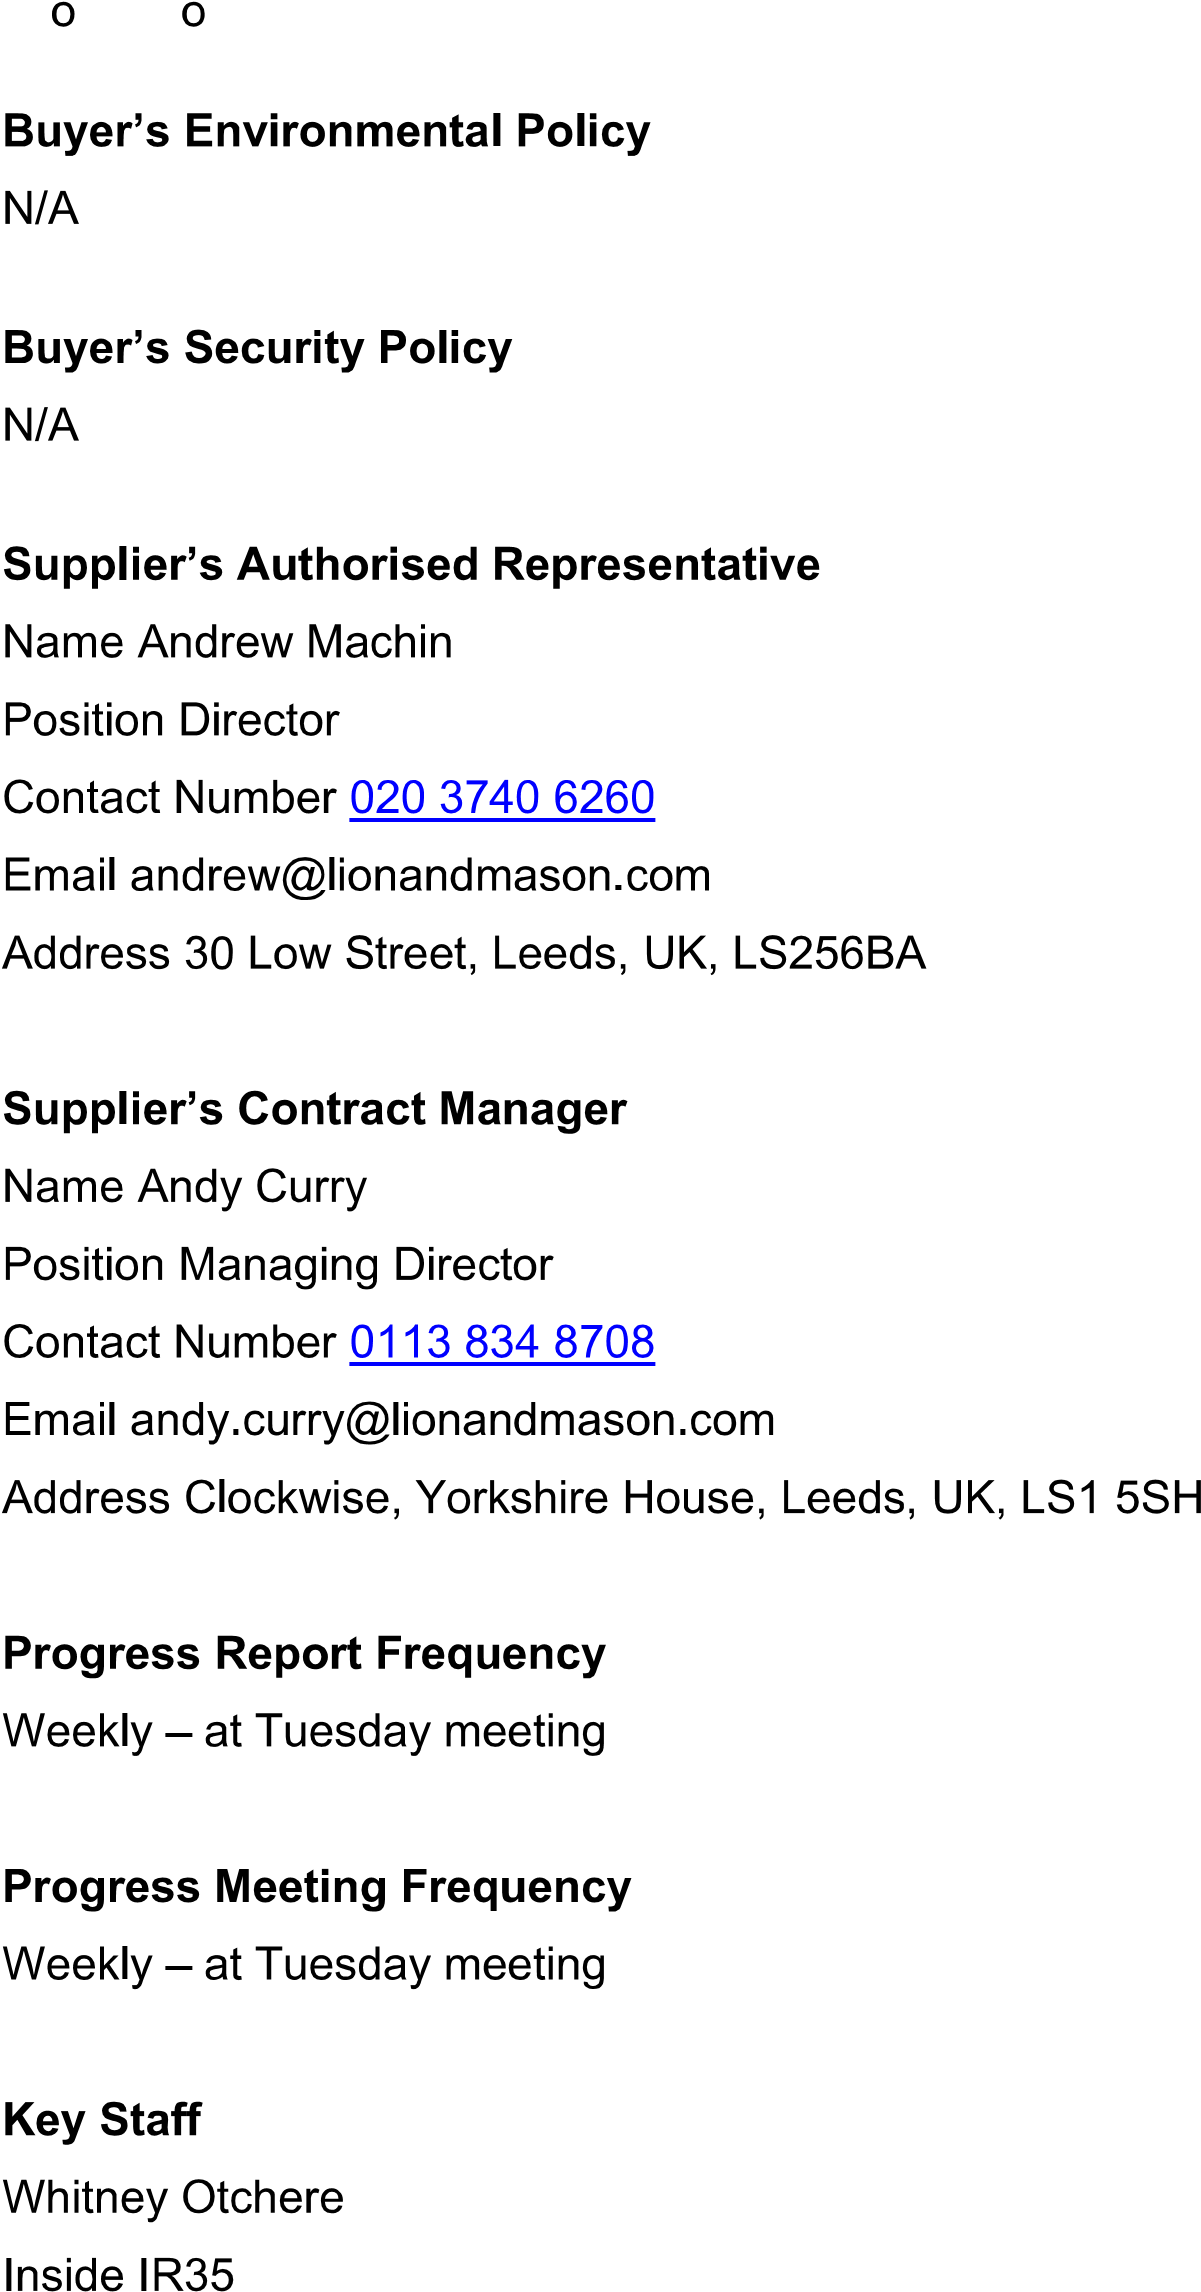 o o
Buyer’s Environmental Policy
N/A
Buyer’s Security Policy
N/A
Supplier’s Authorised Representative
Name Andrew Machin
Position Director
Contact Number 020 3740 6260
Email andrew@lionandmason.com
Address 30 Low Street, Leeds, UK, LS256BA
Supplier’s Contract Manager
Name Andy Curry
Position Managing Director
Contact Number 0113 834 8708
Email andy.curry@lionandmason.com
Address Clockwise, Yorkshire House, Leeds, UK, LS1 5SH
Progress Report Frequency
Weekly – at Tuesday meeting
Progress Meeting Frequency
Weekly – at Tuesday meeting
Key Staff
Whitney Otchere
Inside IR35